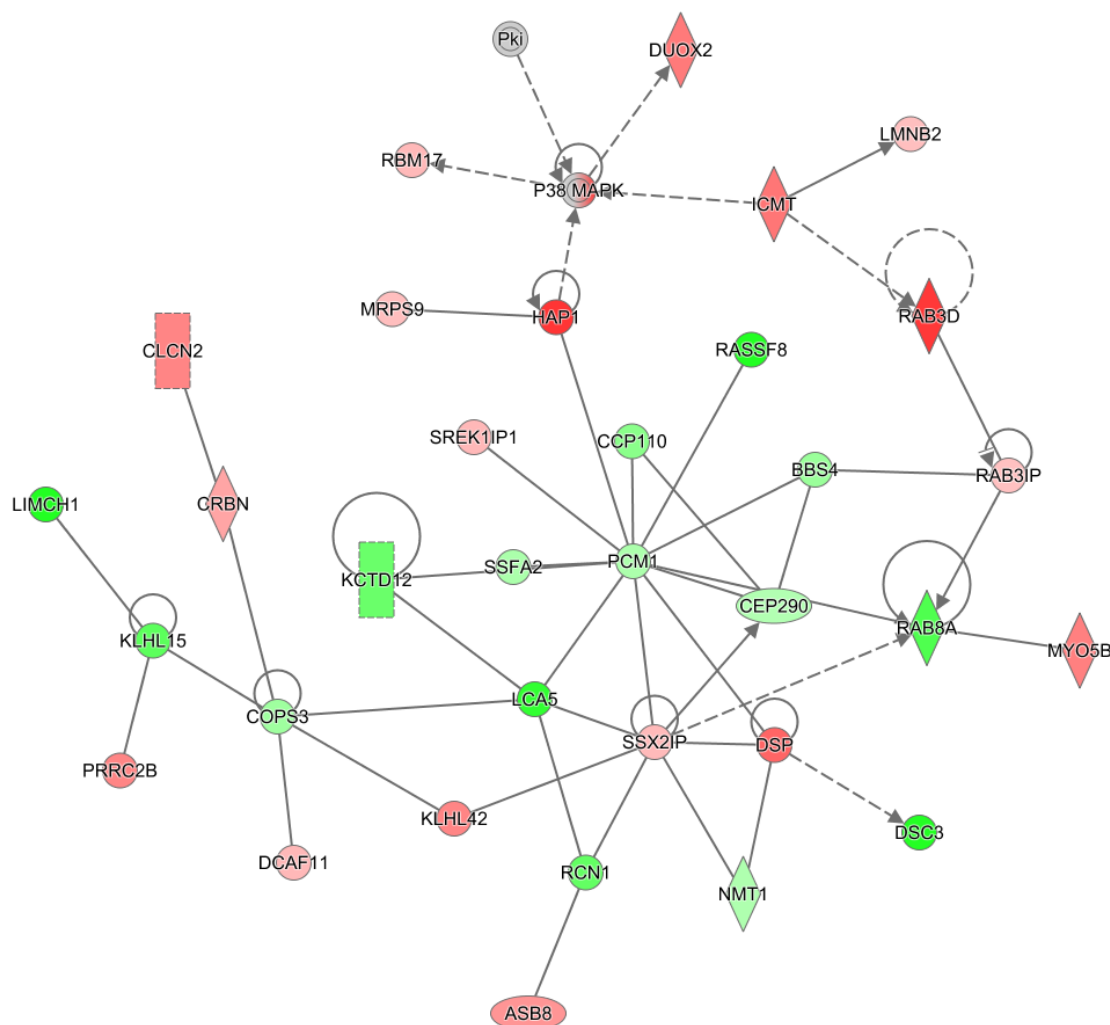 Pki
DUOX2
LMNB2
RBM17
P38 MAPK
ICMT
MRPS9
HAP1
RAB3D
CLCN2
RASSF8
SREK1IP1
CCP110
BBS4
RAB3IP
LIMCH1
CRBN
SSFA2
PCM1
KCTD12
CEP290
RAB8A
KLHL15
MYO5B
LCA5
COPS3
SSX2IP
DSP
PRRC2B
KLHL42
DSC3
DCAF11
RCN1
NMT1
ASB8